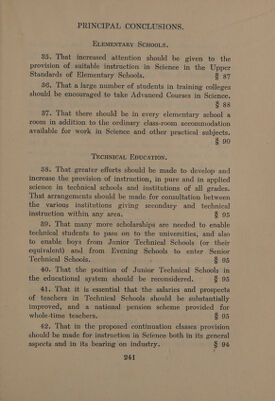 PRINCIPAL CONCLUSIONS.
ELEMENTARY SCHOOLS.
35. That increased attention should be given to the
provision of suitable instruction in Science in the Upper
Standards of Elementary Schools. § 87
36. That a large number of students in training colleges
should be encouraged to take Advanced Courses in Science.
§ 88
37. That there should be in every elementary school a
room in addition to the ordinary class-room accommodation
available for work in Science and other practical subjects.
§ 90
TECHNICAL EDUCATION.
38. That greater efforts should be made to develop and
increase the provision of instruction, in pure and in applied
science in technical schools and institutions of all grades.
That arrangements should be made for consultation between
the various institutions giving secondary and technical
instruction within any area. § 95
39. That many more scholarships are needed to enable
technical students to pass on to the universities, and also
to enable boys from Junior Technical Schools (or their
equivalent) and from Evening Schools to enter Senior
Technical Schools. § 95
40. That the position of Junior Technical Schools in
the educational system should be reconsidered. § 95
41. That it is essential that the salaries and prospects
of teachers in Technical Schools should be substantially
improved, and a national pension scheme provided for
whole-time teachers. § 95
42. That in the proposed continuation classes provision
should be made for instruction in Science both in its general
aspects and in its bearing on industry. § 94
241